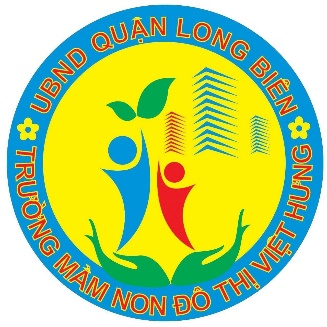 UBND QUẬN LONG BIÊN
TRƯỜNG MẦM NON ĐÔ THỊ VIỆT HƯNG